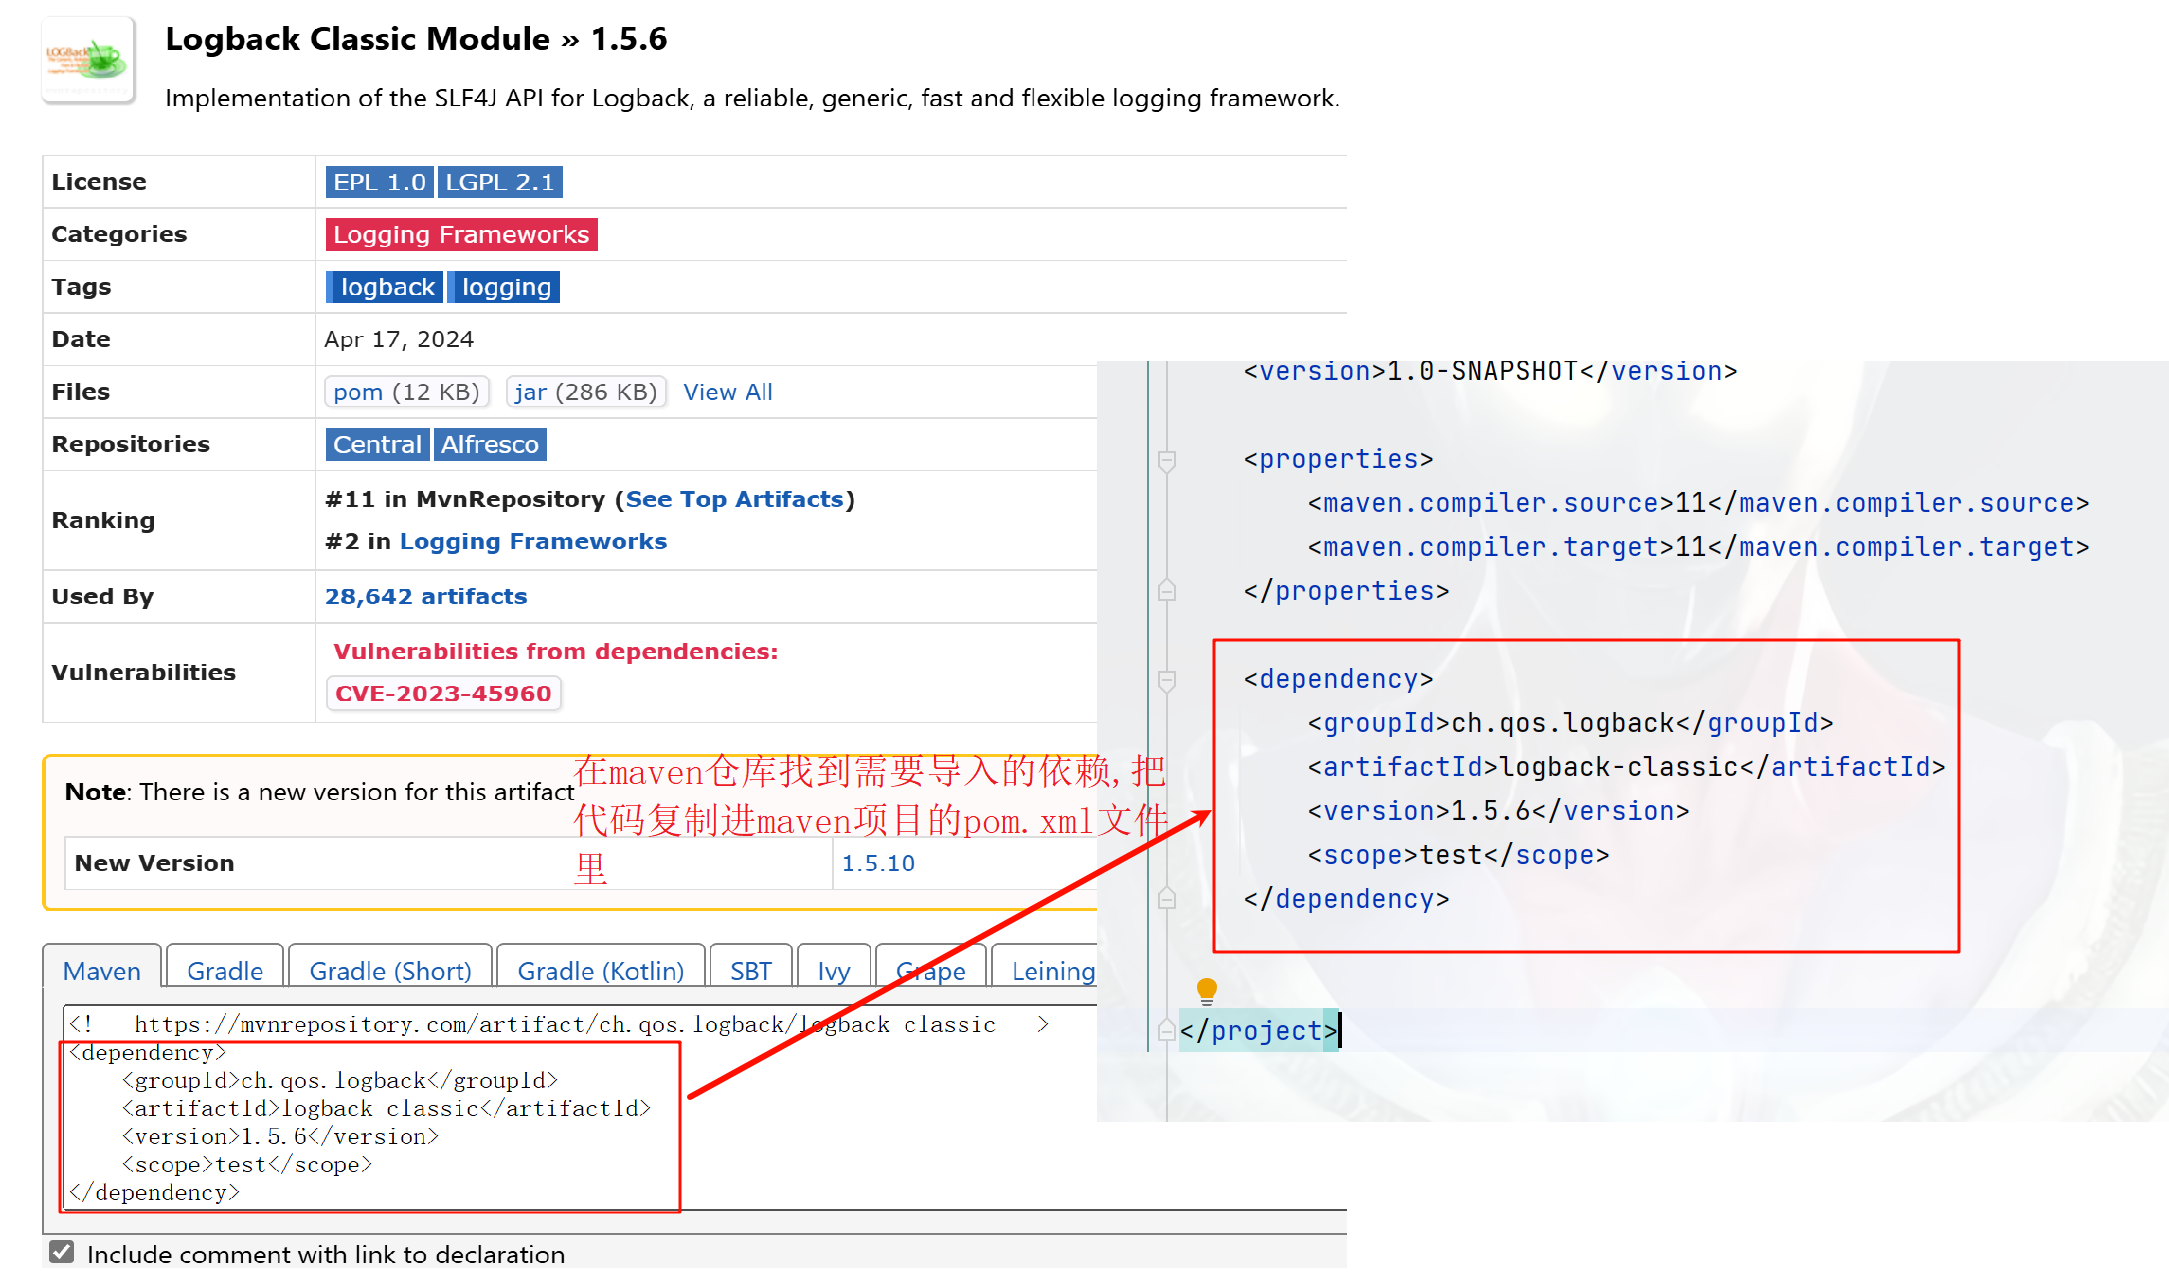 Logback Classic Module » 1.5.6
Implementation of the SLF4J API for Logback, a reliable, generic, fast and flexible logging framework.
License EPL 1.0 LGPL 2.1
Categories Logging Frameworks
Tags logback logging
Date Apr 17, 2024
Files pom (12 KB) jar (286 KB) View All
Repositories Central Alfresco
Ranking #11 in MvnRepository (See Top Artifacts)
#2 in Logging Frameworks
Used By 28,642 artifacts
Vulnerabilities Vulnerabilities from dependencies:
CVE-2023-45960
Note: There is a new version for this artifact
New Version 1.5.10
在maven仓库找到需要导入的依赖,把
代码复制进maven项目的pom.xml文件
里
Maven Gradle Gradle (Short) Gradle (Kotlin) SBT Ivy Grape Leining
<! https://mvnrepository.com/artifact/ch.qos.logback/logback classic >
<dependency>
<groupId>ch.qos.logback</groupId>
<artifactId>logback classic</artifactId>
<version>1.5.6</version>
<scope>test</scope>
</dependency>
Include comment with link to declaration
<version>1.0-SNAPSHOT</version>
<properties>
<maven.compiler.source>11</maven.compiler.source>
<maven.compiler.target>11</maven.compiler.target>
</properties>
<dependency>
<groupId>ch.qos.logback</groupId>
<artifactId>logback-classic</artifactId>
<version>1.5.6</version>
<scope>test</scope>
</dependency>
</project>